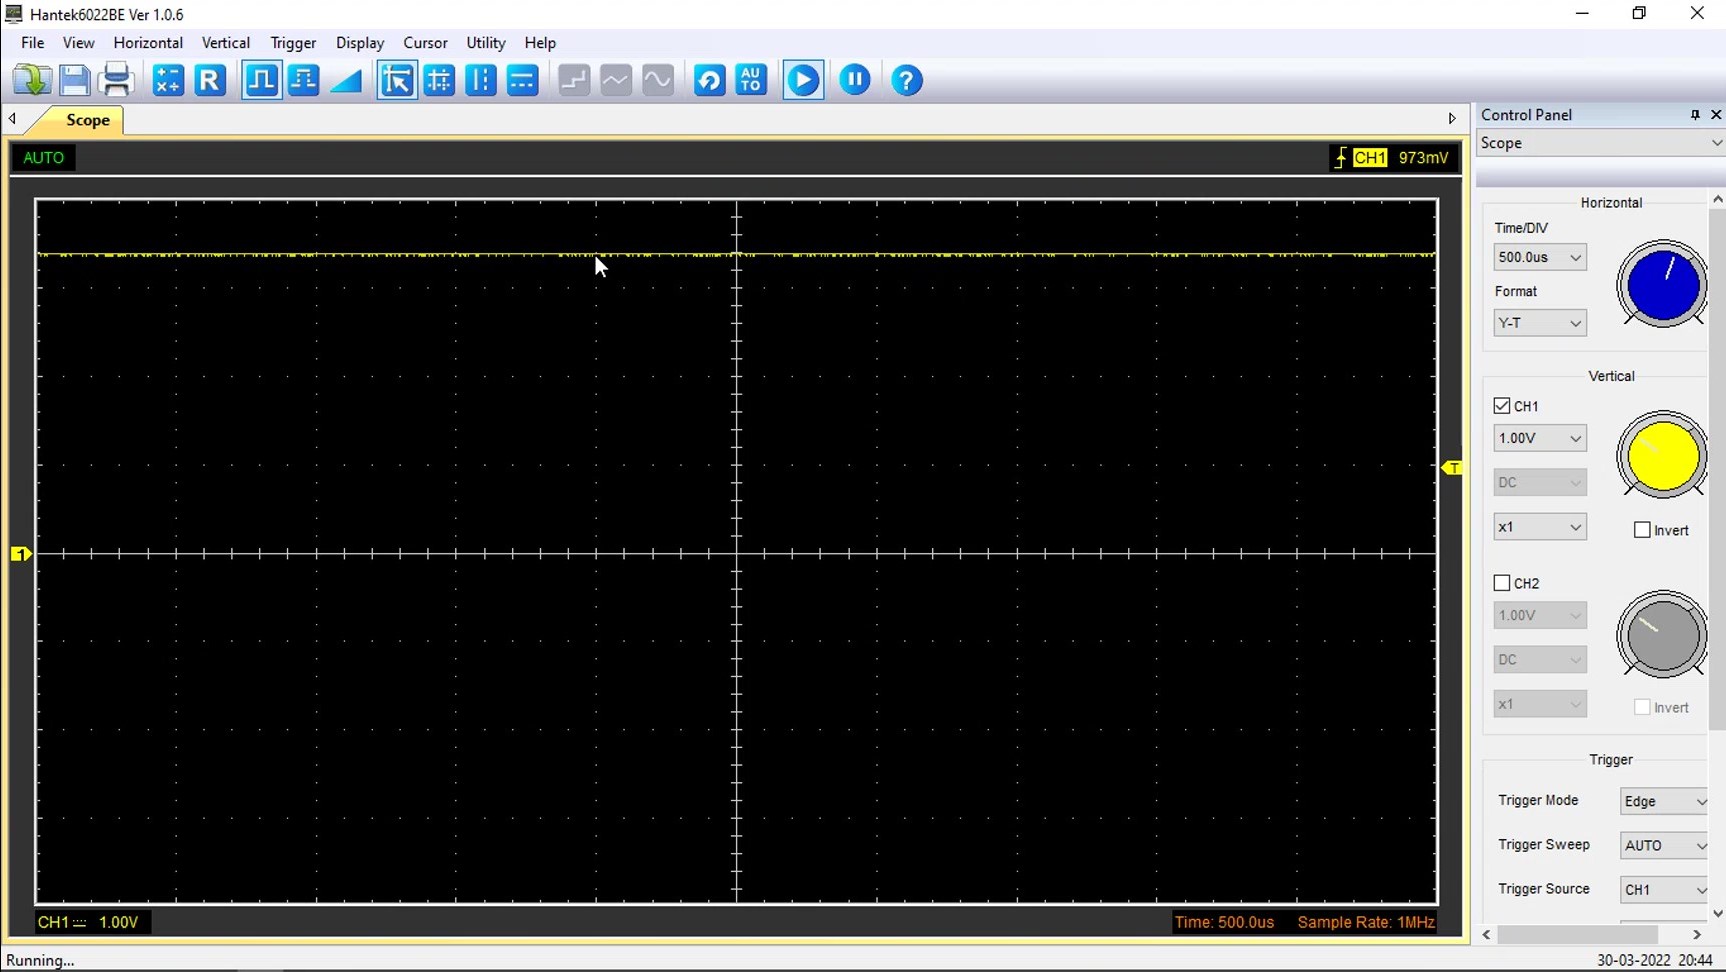 Hantek6022BE Ver 1.0.6
File View Horizontal Vertical Trigger Display Cursor Utility Help
R AU TO ?
Scope
Control Panel
Scope
AUTO
CH1 973mV
Horizontal
Time/DIV
500.0us
Format
Y-T
Vertical
CH1
1.00V
DC
x1
Invert
T
1
CH2
1.00V
DC
x1
Invert
Trigger
Trigger Mode Edge
Trigger Sweep AUTO
Trigger Source CH1
CH1 1.00V
Time: 500.0us Sample Rate: 1MHz
Running...
30-03-2022 20:44